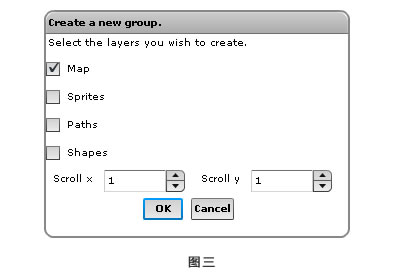 Create a new group.
Select the layers you wish to create.
Map
Sprites
Paths
Shapes
Scroll x 1 Scroll y 1
OK Cancel
图三